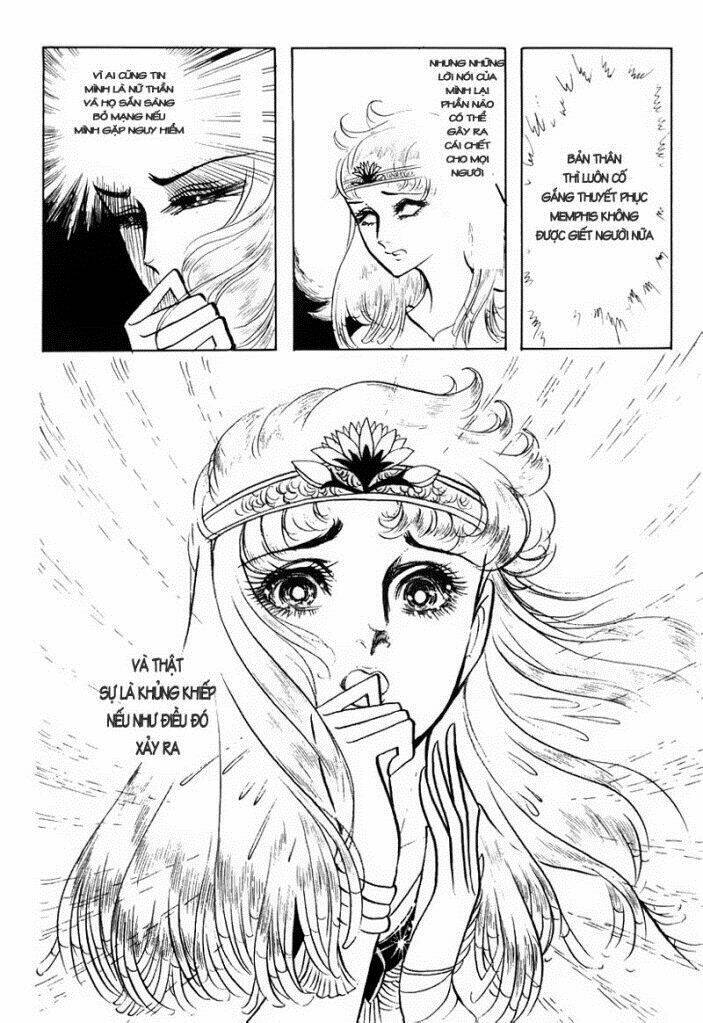 BẢN THÂN
THÌ LUÔN CỐ
GẮNG THUYẾT PHỤC
MEMPHIS KHÔNG
ĐƯỢC GIẾT NGƯỜI NỮA
NHƯNG NHỮNG
LỜI NÓI CỦA
MÌNH LẠI
PHẦN NÀO
CÓ THỂ
GÂY RA
CÁI CHẾT
CHO MỌI
NGƯỜI
VÌ AI CŨNG TIN
MÌNH LÀ NỮ THẦN
VÀ HỌ SẴN SÀNG
BỎ MẠNG NẾU
MÌNH GẶP NGUY HIỂM
VÀ THẬT
SỰ LÀ KHỦNG KHIẾP
NẾU NHƯ ĐIỀU ĐÓ
XẢY RA